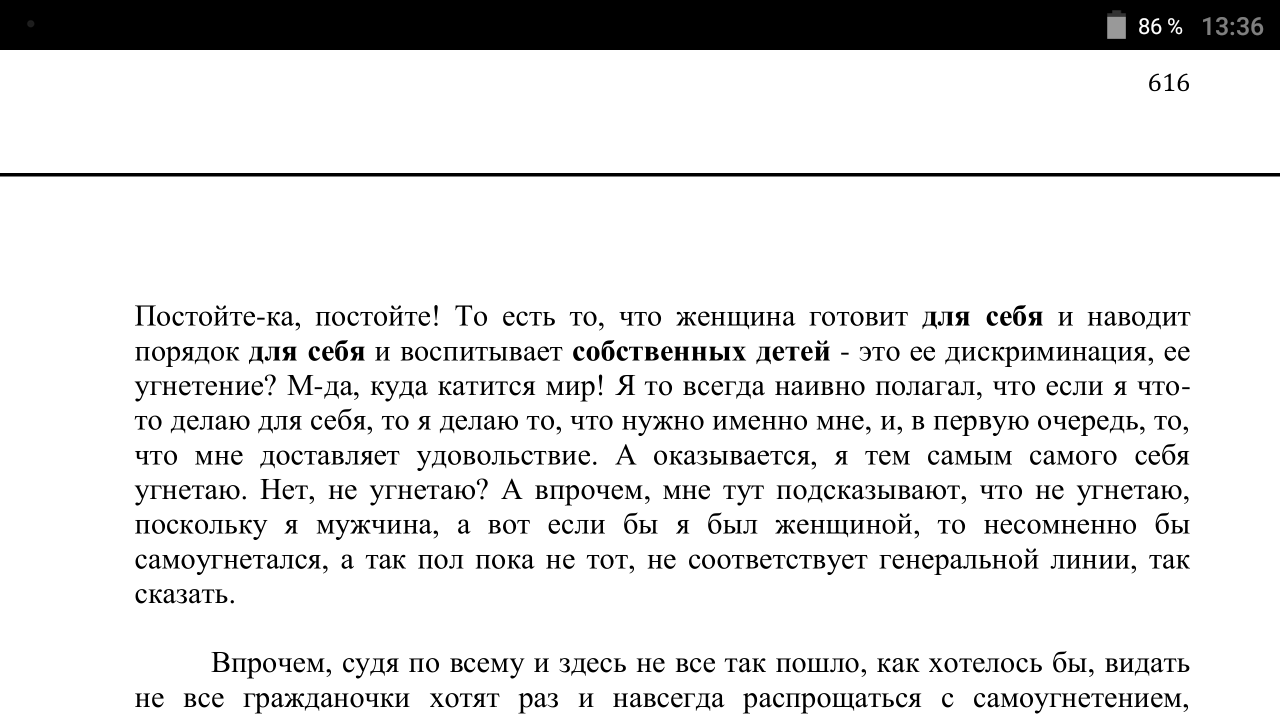 86 % 13:36
616
Постойте-ка, постойте! То есть то, что женщина готовит для себя и наводит
порядок для себя и воспитывает собственных детей - это ее дискриминация, ее
угнетение? М-да, куда катится мир! Я то всегда наивно полагал, что если я что-
то делаю для себя, то я делаю то, что нужно именно мне, и, в первую очередь, то,
что мне доставляет удовольствие. А оказывается, я тем самым самого себя
угнетаю. Нет, не угнетаю? А впрочем, мне тут подсказывают, что не угнетаю,
поскольку я мужчина, а вот если бы я был женщиной, то несомненно бы
самоугнетался, а так пол пока не тот, не соответствует генеральной линии, так
сказать.
Впрочем, судя по всему и здесь не все так пошло, как хотелось бы, видать
не все гражданочки хотят раз и навсегда распрощаться с самоугнетением,